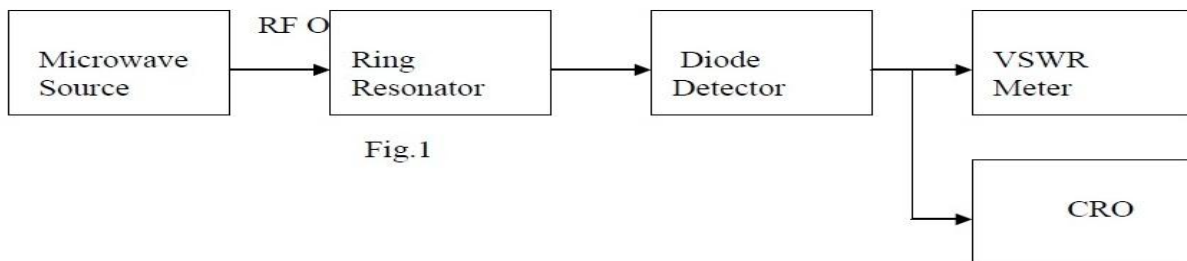 RF O
Microwave
Source
Ring
Resonator
Diode
Detector
VSWR
Meter
Fig.1
CRO